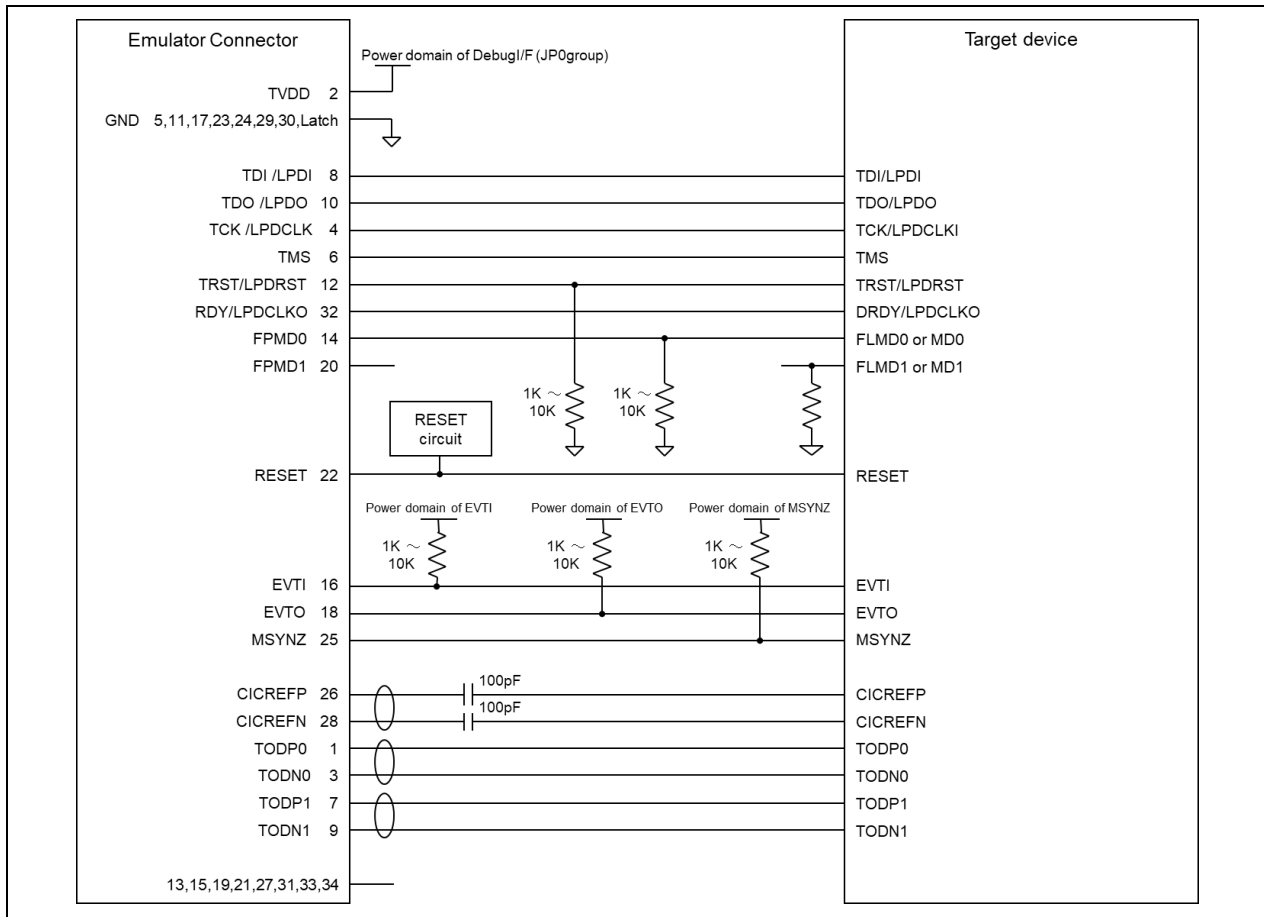 Emulator Connector
Target device
Power domain of DebugI/F (JP0group)
TVDD 2
GND 5,11,17,23,24,29,30,Latch
TDI /LPDI 8
TDI/LPDI
TDO /LPDO 10
TDO/LPDO
TCK /LPDCLK 4
TCK/LPDCLKI
TMS 6
TMS
TRST/LPDRST 12
TRST/LPDRST
RDY/LPDCLKO 32
DRDY/LPDCLKO
FPMD0 14
FLMD0 or MD0
FPMD1 20
FLMD1 or MD1
1K ～
10K
1K ～
10K
RESET
circuit
RESET 22
RESET
Power domain of EVTI
Power domain of EVTO
Power domain of MSYNZ
1K ～
10K
1K ～
10K
1K ～
10K
EVTI 16
EVTI
EVTO 18
EVTO
MSYNZ 25
MSYNZ
100pF
CICREFP 26
CICREFP
100pF
CICREFN 28
CICREFN
TODP0 1
TODP0
TODN0 3
TODN0
TODP1 7
TODP1
TODN1 9
TODN1
13,15,19,21,27,31,33,34